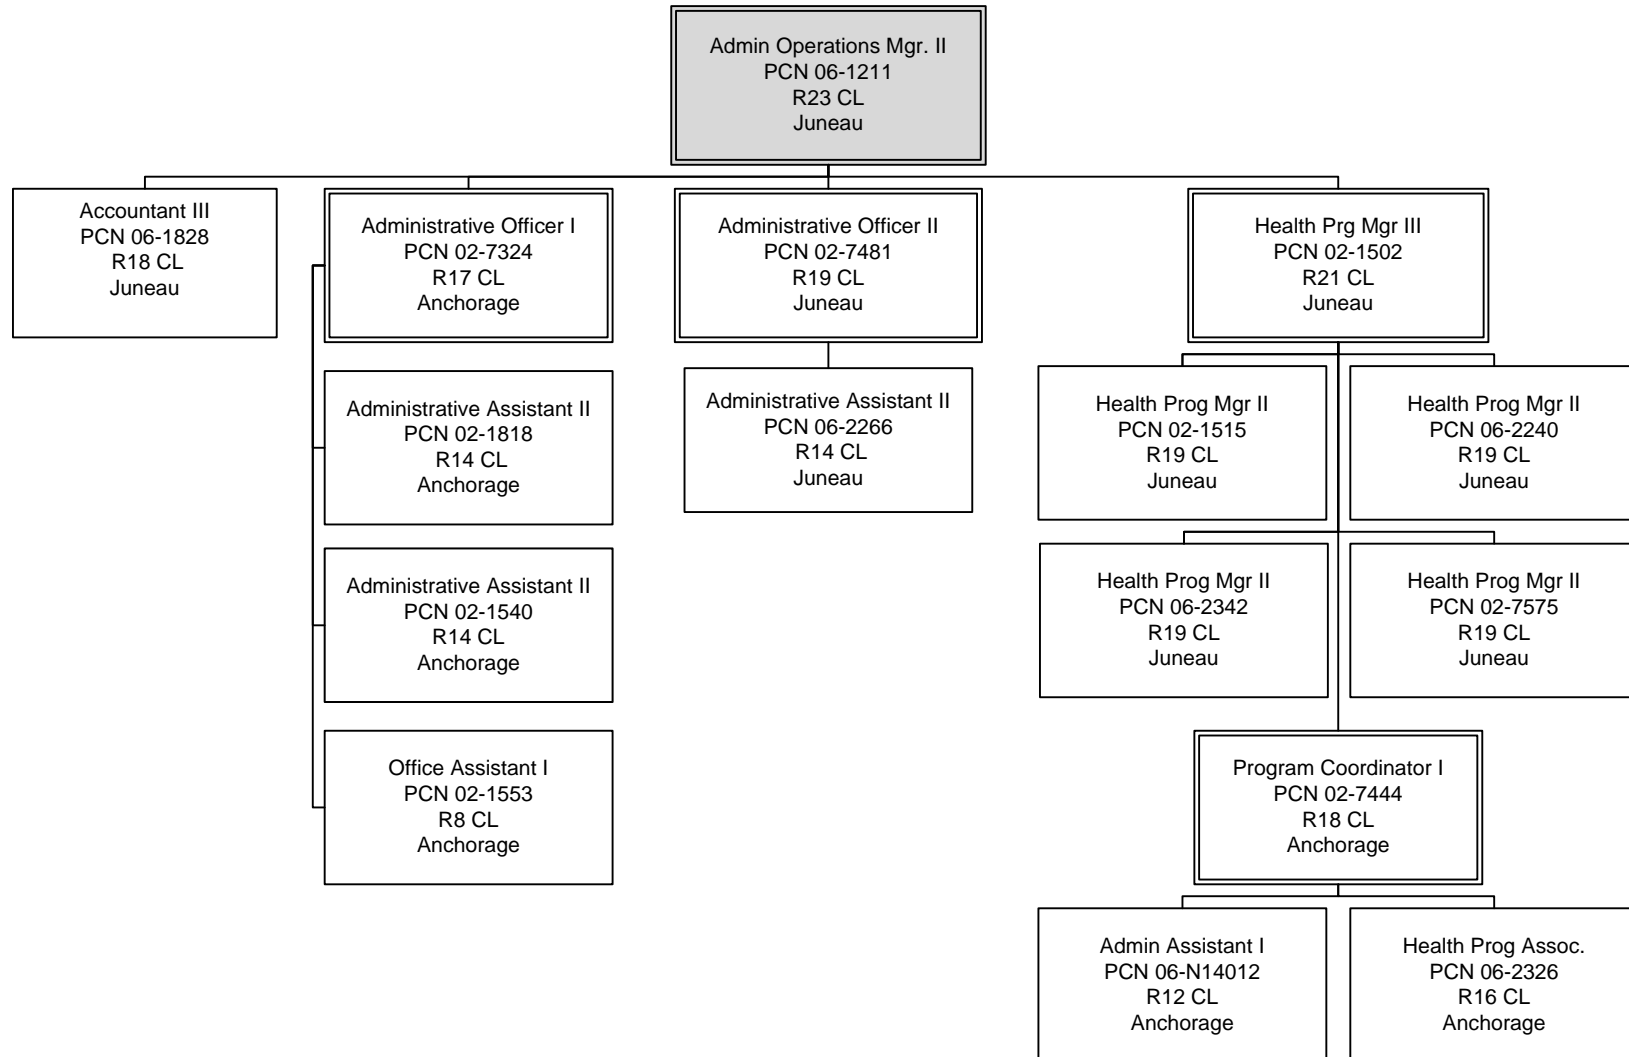 Admin Operations Mgr. II
PCN 06-1211
R23 CL
Juneau
Accountant III
PCN 06-1828
R18 CL
Juneau
Administrative Officer I
PCN 02-7324
R17 CL
Anchorage
Administrative Officer II
PCN 02-7481
R19 CL
Juneau
Health Prg Mgr III
PCN 02-1502
R21 CL
Juneau
Administrative Assistant II
PCN 02-1818
R14 CL
Anchorage
Administrative Assistant II
PCN 06-2266
R14 CL
Juneau
Health Prog Mgr II
PCN 02-1515
R19 CL
Juneau
Health Prog Mgr II
PCN 06-2240
R19 CL
Juneau
Administrative Assistant II
PCN 02-1540
R14 CL
Anchorage
Health Prog Mgr II
PCN 06-2342
R19 CL
Juneau
Health Prog Mgr II
PCN 02-7575
R19 CL
Juneau
Office Assistant I
PCN 02-1553
R8 CL
Anchorage
Program Coordinator I
PCN 02-7444
R18 CL
Anchorage
Admin Assistant I
PCN 06-N14012
R12 CL
Anchorage
Health Prog Assoc.
PCN 06-2326
R16 CL
Anchorage